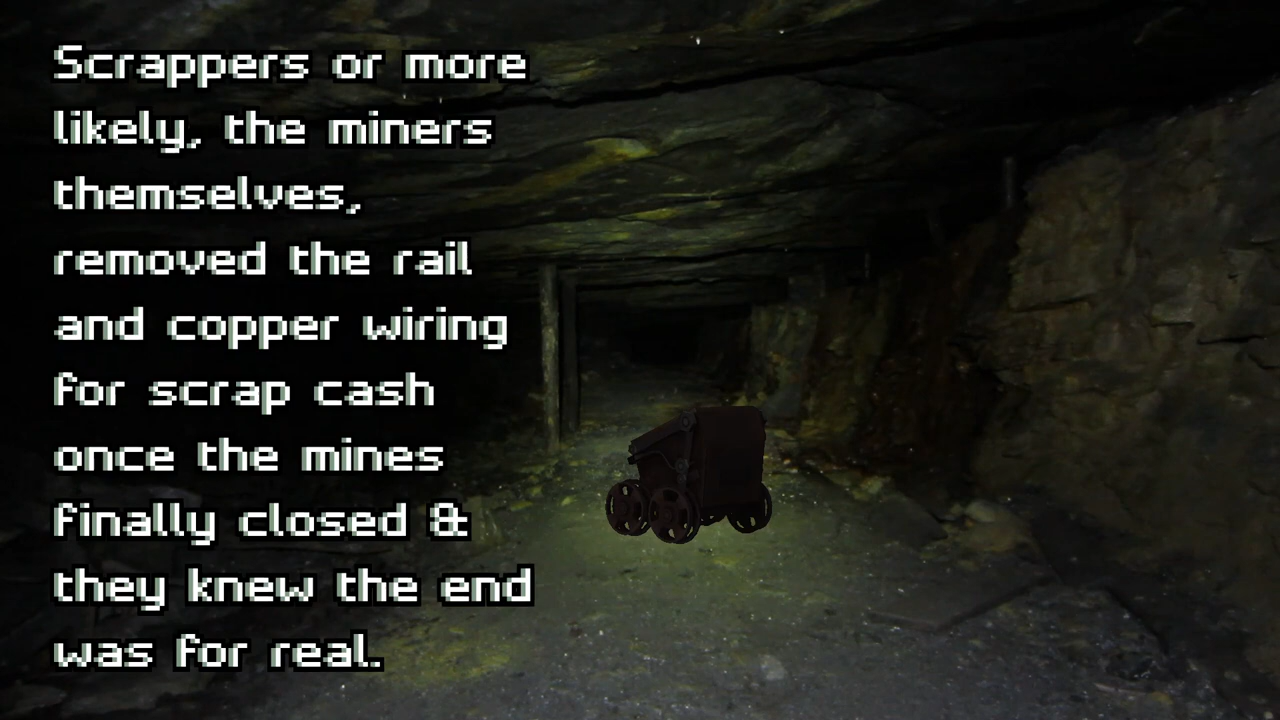 Scrappers or more
likely, the miners
themselves,
removed the rail
and copper wiring
for scrap cash
once the mines
finally closed &
they knew the end
was for real.